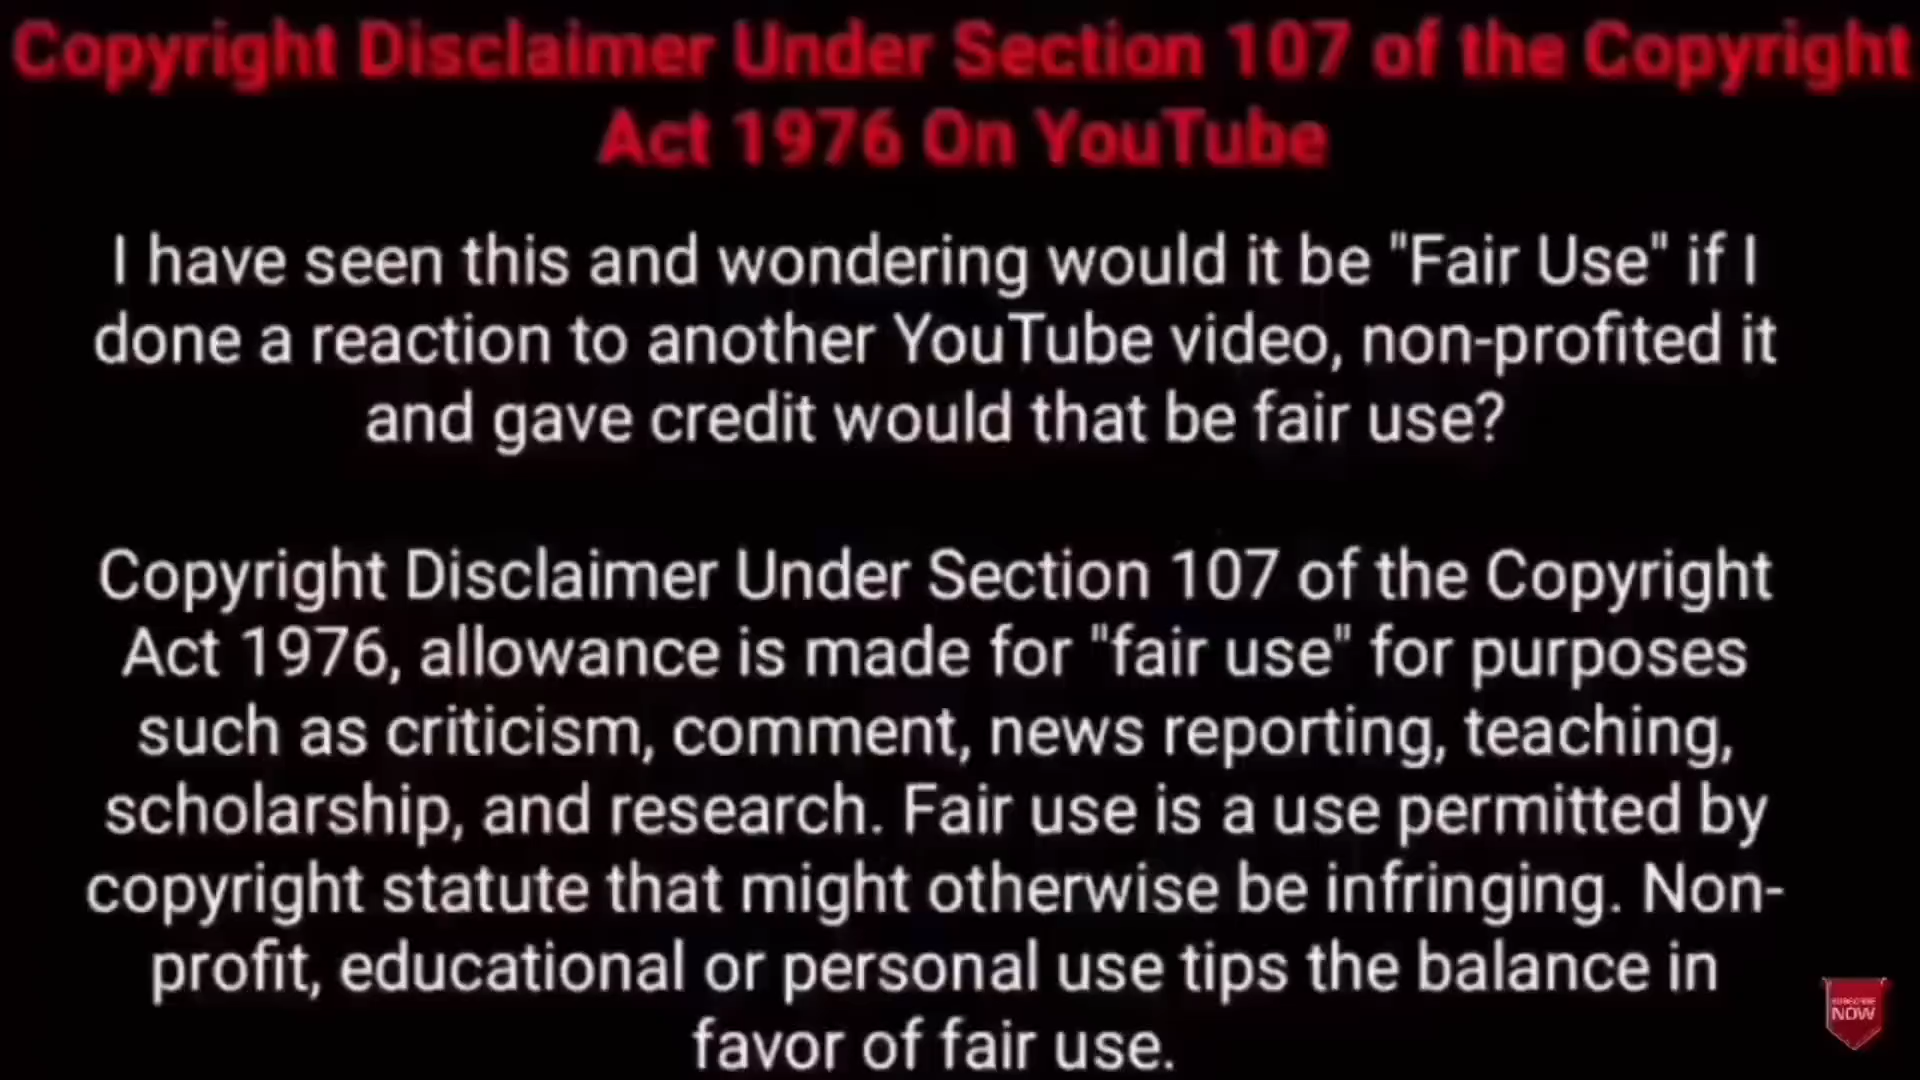 Copyright Disclaimer Under Section 107 of the Copyright
Act 1976 On YouTube
I have seen this and wondering would it be "Fair Use" if I
done a reaction to another YouTube video, non-profited it
and gave credit would that be fair use?
Copyright Disclaimer Under Section 107 of the Copyright
Act 1976, allowance is made for "fair use" for purposes
such as criticism, comment, news reporting, teaching,
scholarship, and research. Fair use is a use permitted by
copyright statute that might otherwise be infringing. Non-
profit, educational or personal use tips the balance in
favor of fair use.
SUBSCRIBE
NOW